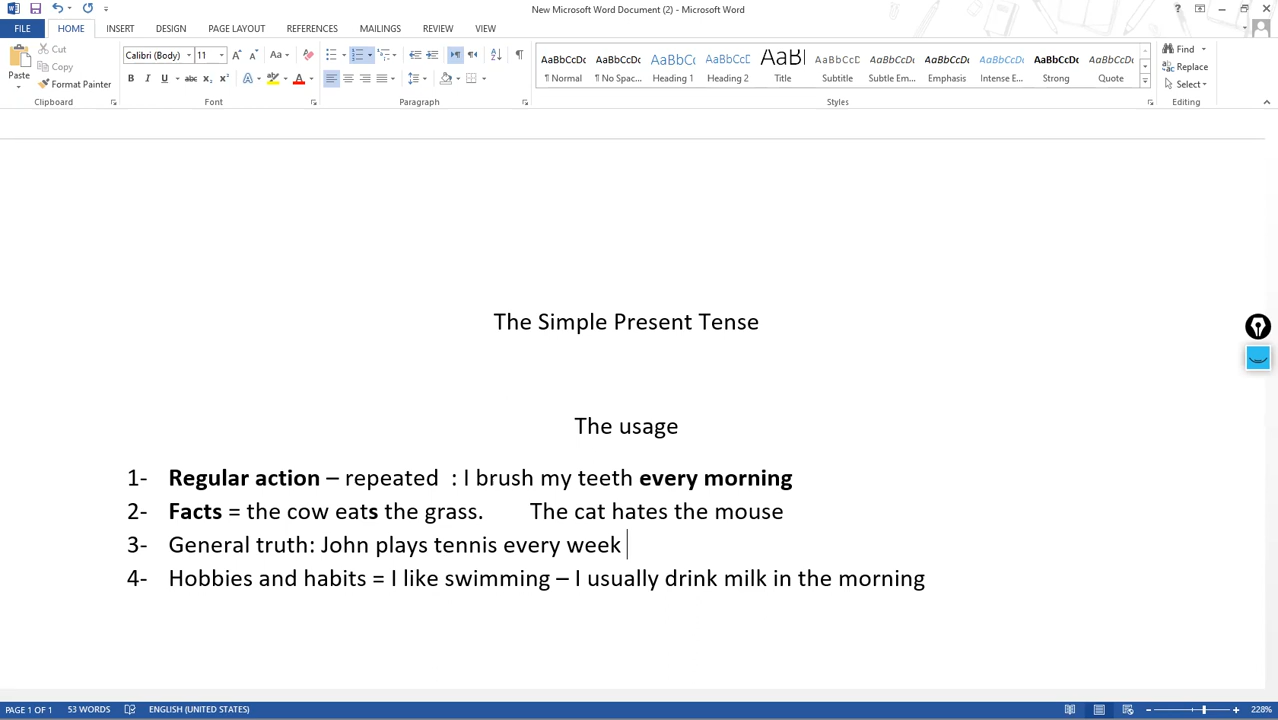 New Microsoft Word Document (2) - Microsoft Word
FILE HOME INSERT DESIGN PAGE LAYOUT REFERENCES MAILINGS REVIEW VIEW
Paste
Cut
Copy
Format Painter
Calibri (Body) 11
AaBbCcDc AaBbCcDc AaBbCc AaBbCcD AaBl AaBbCcD AaBbCcDc AaBbCcDc AaBbCcDc AaBbCcDc AaBbCcDc
¶ Normal ¶ No Spac... Heading 1 Heading 2 Title Subtitle Subtle Em... Emphasis Intense E... Strong Quote
Find
Replace
Select
Clipboard Font Paragraph Styles Editing
The Simple Present Tense
The usage
1- Regular action – repeated : I brush my teeth every morning
2- Facts = the cow eats the grass. The cat hates the mouse
3- General truth: John plays tennis every week
4- Hobbies and habits = I like swimming – I usually drink milk in the morning
PAGE 1 OF 1 53 WORDS ENGLISH (UNITED STATES) 228%